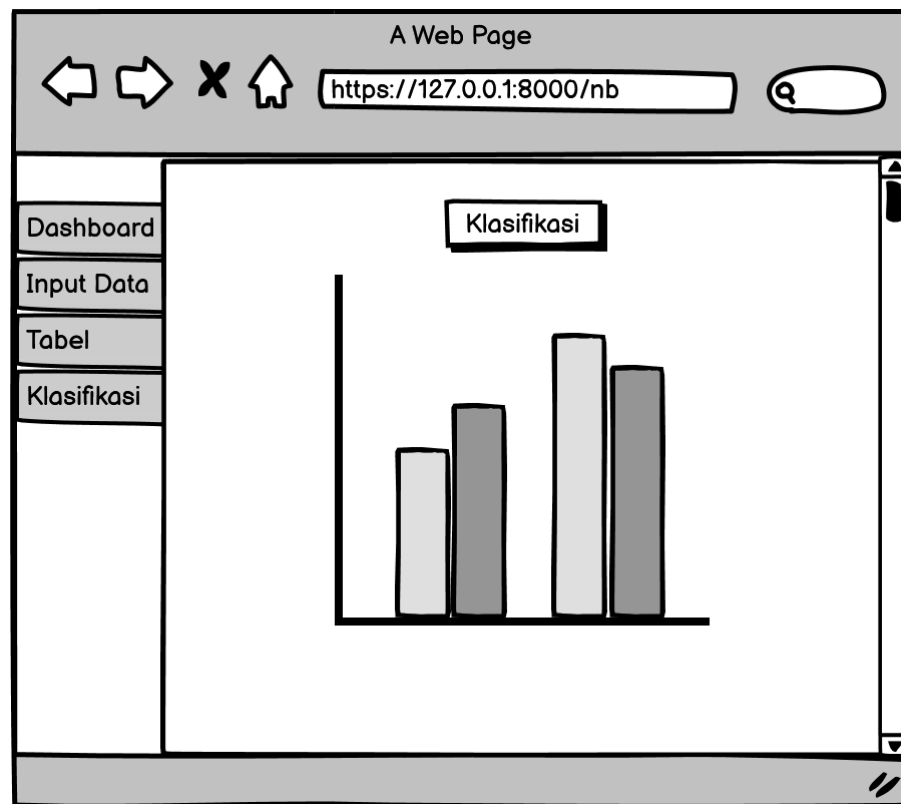 A Web Page
https://127.0.0.1:8000/nb
Dashboard
Input Data
Tabel
Klasifikasi
Klasifikasi